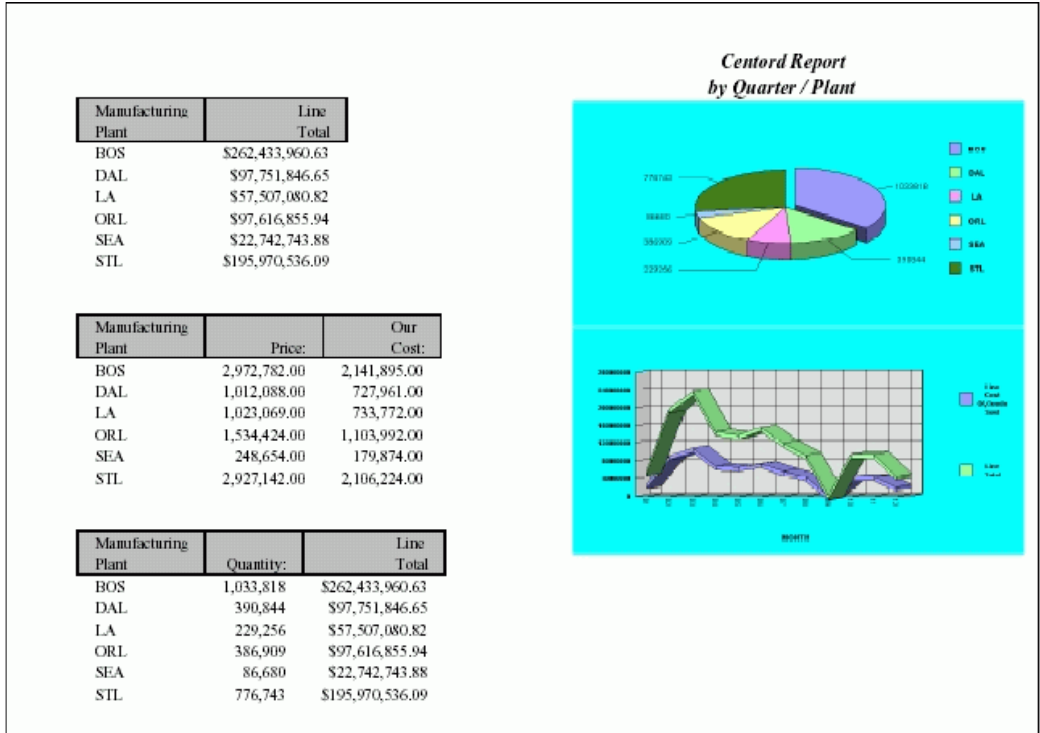 Centord Report
by Quarter / Plant
Manufacturing Line
Plant Total
BOS $262,433,960.63
DAL $97,751,846.65
LA $57,507,080.82
ORL $97,616,855.94
SEA $22,742,743.88
STL $195,970,536.09
Manufacturing Our
Plant Price: Cost:
BOS 2,972,782.00 2,141,895.00
DAL 1,012,088.00 727,961.00
LA 1,023,069.00 733,772.00
ORL 1,534,424.00 1,103,992.00
SEA 248,654.00 179,874.00
STL 2,927,142.00 2,106,224.00
Manufacturing Line
Plant Quantity: Total
BOS 1,033,818 $262,433,960.63
DAL 390,844 $97,751,846.65
LA 229,256 $57,507,080.82
ORL 386,909 $97,616,855.94
SEA 86,680 $22,742,743.88
STL 776,743 $195,970,536.09
776743
1033818
86680
229256
390844
BOS
DAL
LA
ORL
SEA
STL
Line
Line
Total
MONTH